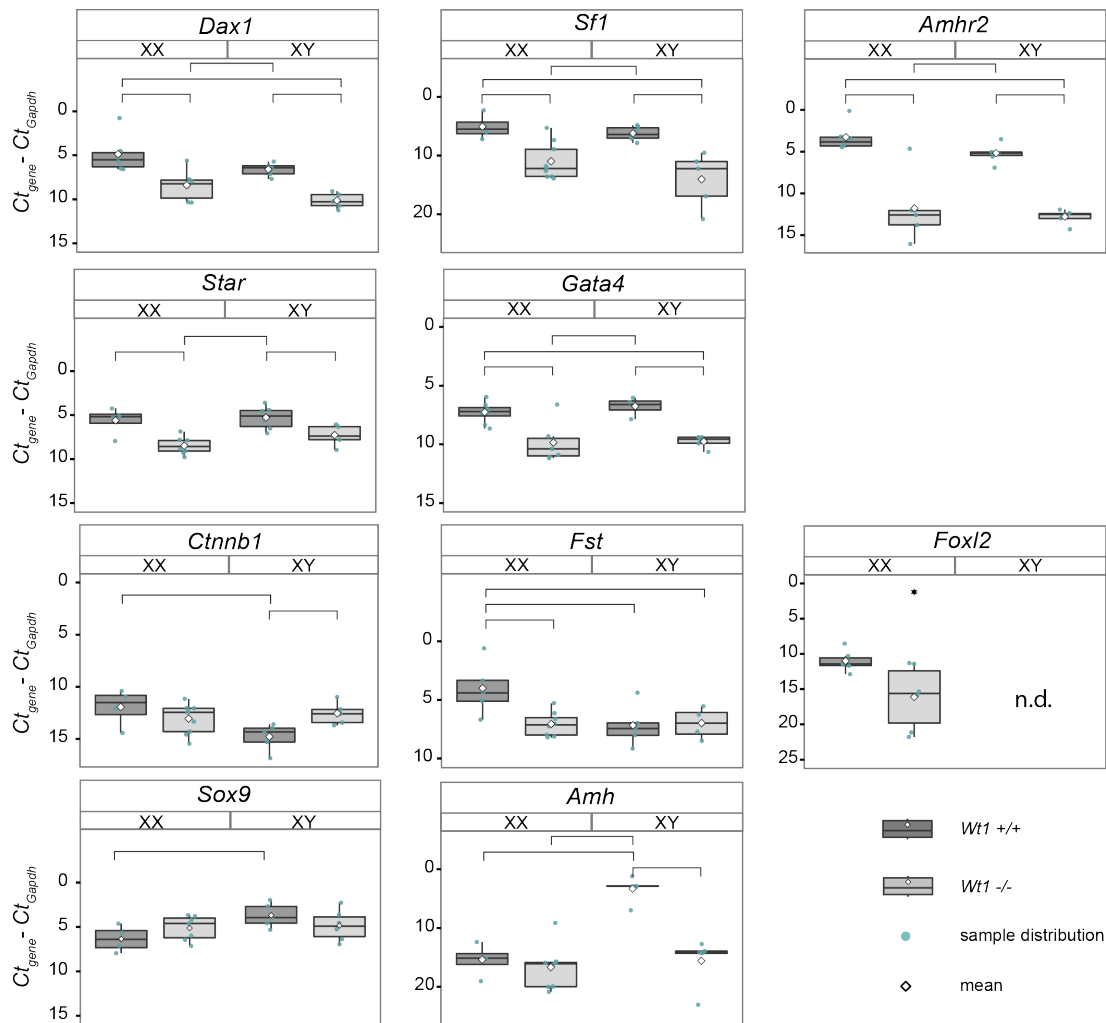 Dax1
XX XY
Ct_gene - Ct_Gapdh
0
5
10
15
Sf1
XX XY
0
10
20
Amhr2
XX XY
0
5
10
15
Star
XX XY
Ct_gene - Ct_Gapdh
0
5
10
15
Gata4
XX XY
0
5
10
15
Ctnnb1
XX XY
Ct_gene - Ct_Gapdh
0
5
10
15
Fst
XX XY
0
5
10
Foxl2
XX XY
0
5
10
15
20
25
*
n.d.
Sox9
XX XY
Ct_gene - Ct_Gapdh
0
5
10
15
Amh
XX XY
0
10
20
Wt1 +/+
Wt1 -/-
sample distribution
mean